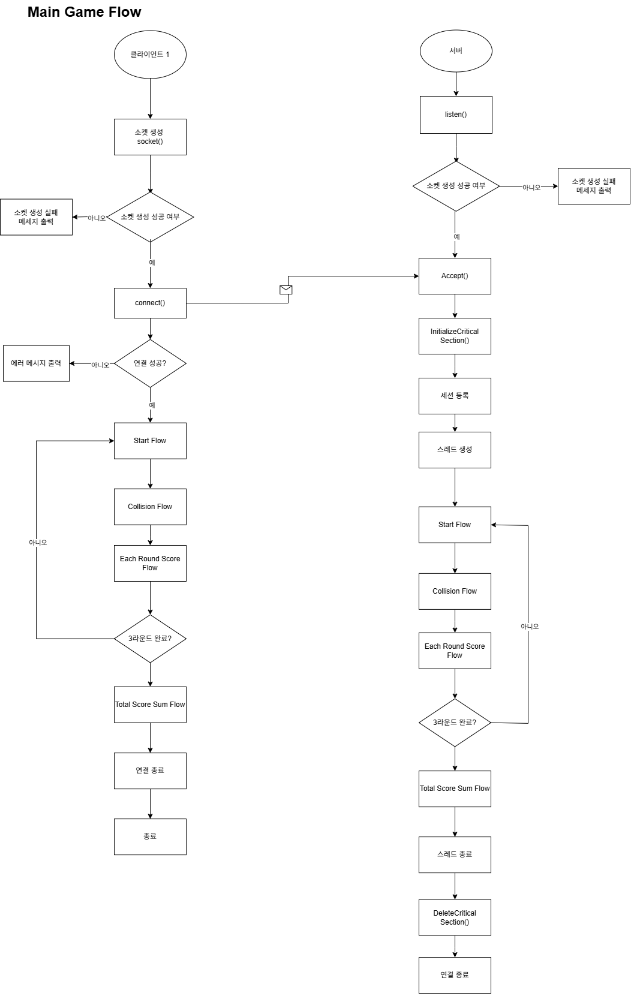 Main Game Flow
클라이언트 1
소켓 생성
socket()
소켓 생성 성공 여부
아니오
소켓 생성 실패
메세지 출력
예
connect()
연결 성공?
아니오
에러 메시지 출력
예
Start Flow
Collision Flow
Each Round Score
Flow
3라운드 완료?
아니오
Total Score Sum Flow
연결 종료
종료
서버
listen()
소켓 생성 성공 여부
아니오
소켓 생성 실패
메세지 출력
예
Accept()
InitializeCritical
Section()
세션 등록
스레드 생성
Start Flow
Collision Flow
Each Round Score
Flow
3라운드 완료?
아니오
Total Score Sum Flow
스레드 종료
DeleteCritical
Section()
연결 종료